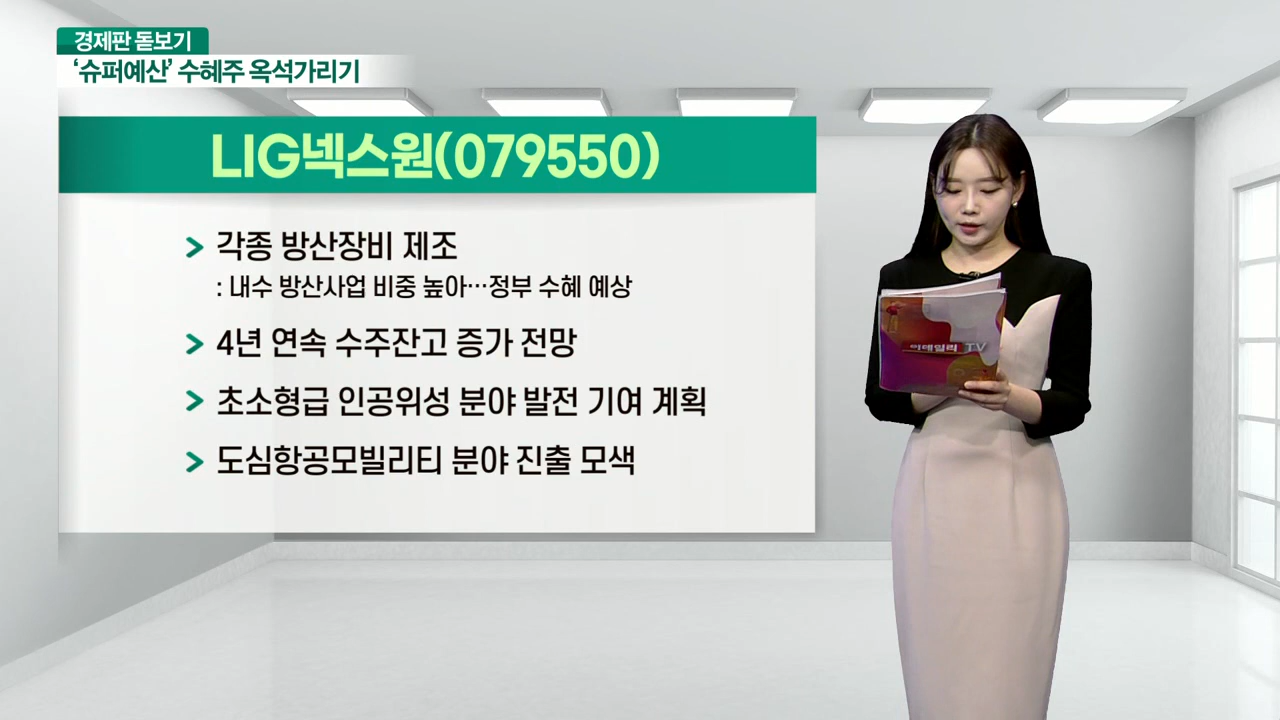 경제판 돋보기
‘슈퍼예산’ 수혜주 옥석가리기
LIG넥스원(079550)
> 각종 방산장비 제조
: 내수 방산사업 비중 높아…정부 수혜 예상
> 4년 연속 수주잔고 증가 전망
> 초소형급 인공위성 분야 발전 기여 계획
> 도심항공모빌리티 분야 진출 모색
이데일리 TV